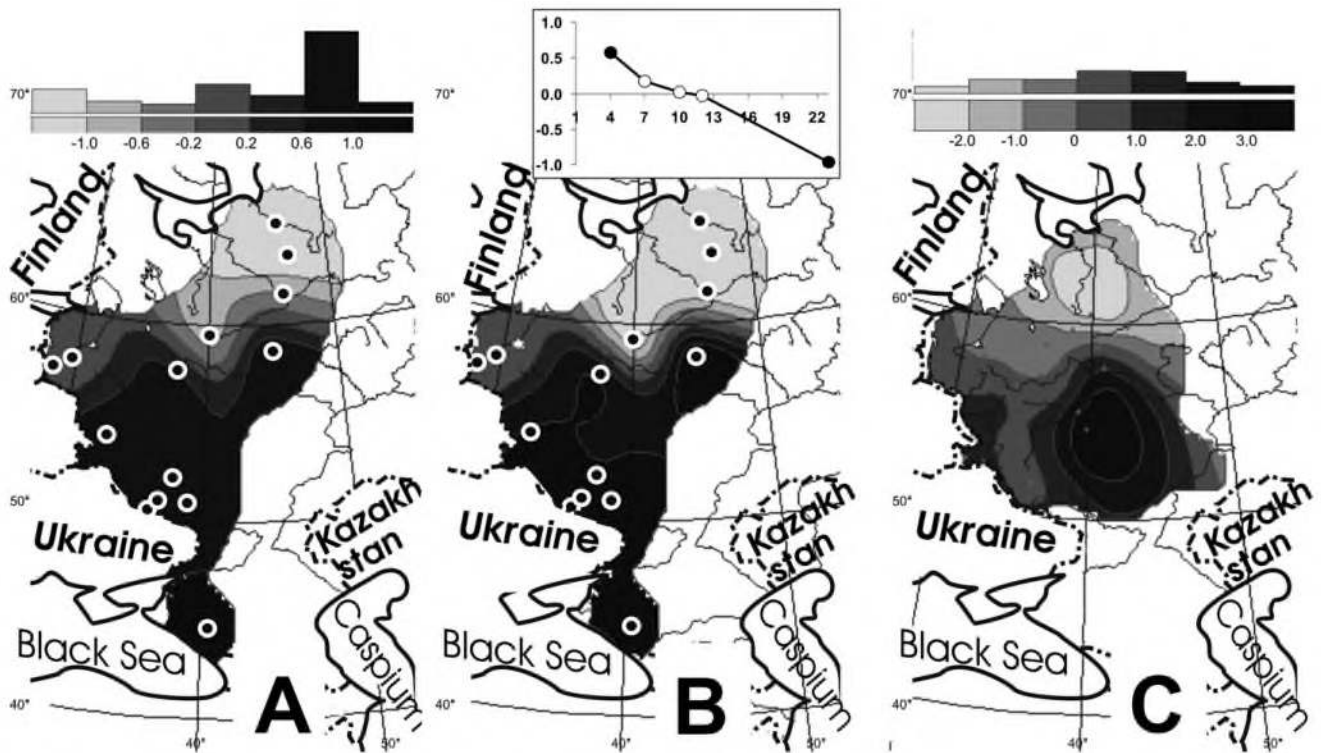 70°
-1.0 -0.6 -0.2 0.2 0.6 1.0
Finland
60°
50°
Ukraine
Kazakh
stan
Black Sea
Caspium
40°
A
40° 50°
1.0
0.5
0.0
-0.5
-1.0
1 4 7 10 13 16 19 22
70°
Finland
60°
50°
Ukraine
Kazakh
stan
Black Sea
Caspium
40°
B
40° 50°
70°
-2.0 -1.0 0 1.0 2.0 3.0
Finland
60°
50°
Ukraine
Kazakh
stan
Black Sea
Caspium
40°
C
40° 50°